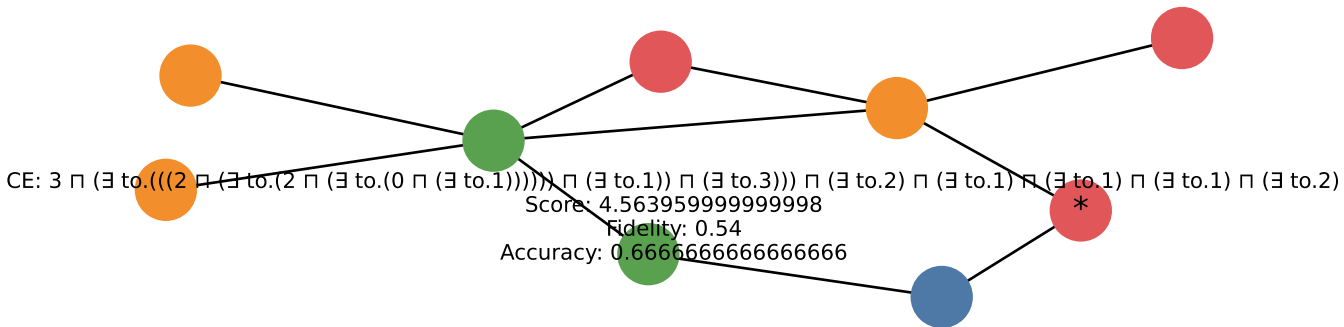 CE: 3 ⊓ (∃ to.(((2 ⊓ (∃ to.(2 ⊓ (∃ to.(0 ⊓ (∃ to.1)))))) ⊓ (∃ to.1)) ⊓ (∃ to.3))) ⊓ (∃ to.2) ⊓ (∃ to.1) ⊓ (∃ to.1) ⊓ (∃ to.1) ⊓ (∃ to.2)
Score: 4.563959999999998
*
Fidelity: 0.54
Accuracy: 0.6666666666666666